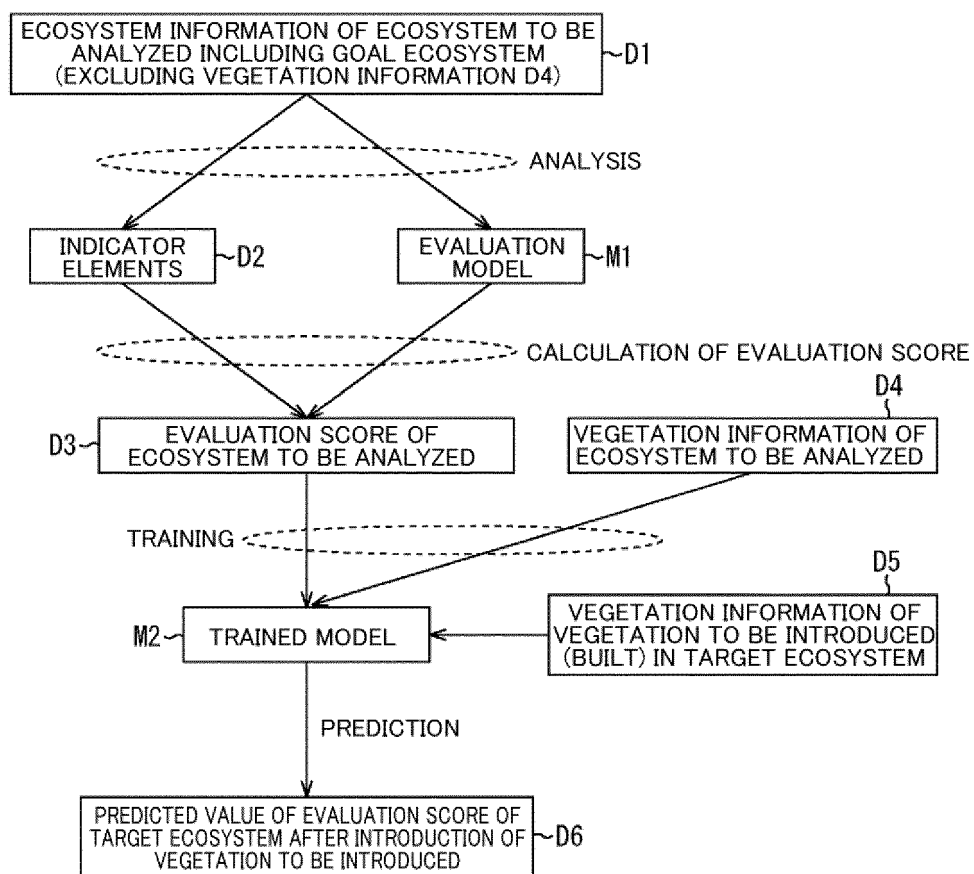 ECOSYSTEM INFORMATION OF ECOSYSTEM TO BE
ANALYZED INCLUDING GOAL ECOSYSTEM
(EXCLUDING VEGETATION INFORMATION D4)
D1
ANALYSIS
INDICATOR
ELEMENTS
D2
EVALUATION
MODEL
M1
CALCULATION OF EVALUATION SCORE
D3
EVALUATION SCORE OF
ECOSYSTEM TO BE ANALYZED
D4
VEGETATION INFORMATION OF
ECOSYSTEM TO BE ANALYZED
TRAINING
D5
VEGETATION INFORMATION OF
VEGETATION TO BE INTRODUCED
(BUILT) IN TARGET ECOSYSTEM
M2
TRAINED MODEL
PREDICTION
PREDICTED VALUE OF EVALUATION SCORE OF
TARGET ECOSYSTEM AFTER INTRODUCTION OF
VEGETATION TO BE INTRODUCED
D6